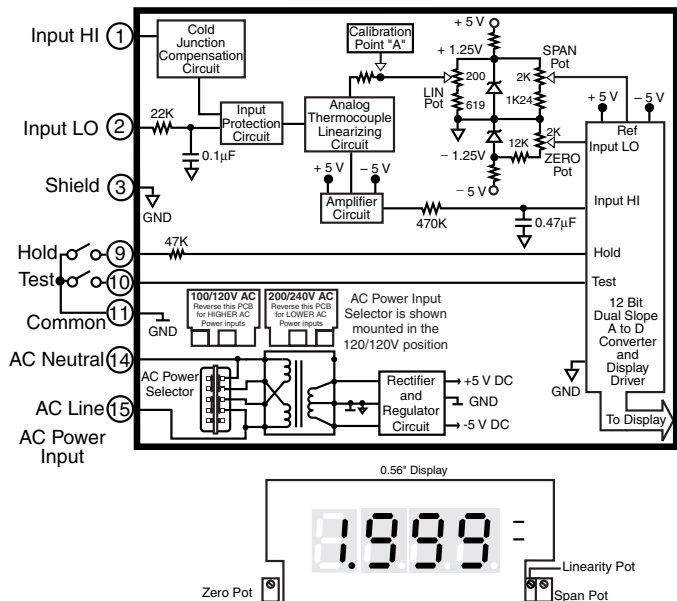 Input HI 1
Cold
Junction
Compensation
Circuit
Calibration
Point "A"
+ 5 V
+ 1.25V
SPAN
Pot
LIN
Pot
200
619
2K
1K24
+ 5 V
– 5 V
Input LO 2
22K
0.1µF
Input
Protection
Circuit
Analog
Thermocouple
Linearizing
Circuit
– 1.25V
12K
2K
ZERO
Pot
– 5 V
Ref
Input LO
Shield 3
GND
+ 5 V
– 5 V
Amplifier
Circuit
470K
0.47µF
Input HI
Hold 9
47K
Hold
Test 10
Test
Common 11
GND
100/120V AC
Reverse this PCB
for HIGHER AC
Power inputs
200/240V AC
Reverse this PCB
for LOWER AC
Power inputs
AC Power Input
Selector is shown
mounted in the
120/120V position
12 Bit
Dual Slope
A to D
Converter
and
Display
Driver
GND
To Display
AC Neutral 14
AC Line 15
AC Power
Input
AC Power
Selector
Rectifier
and
Regulator
Circuit
+5 V DC
GND
-5 V DC
0.56" Display
1.999
Zero Pot
Linearity Pot
Span Pot